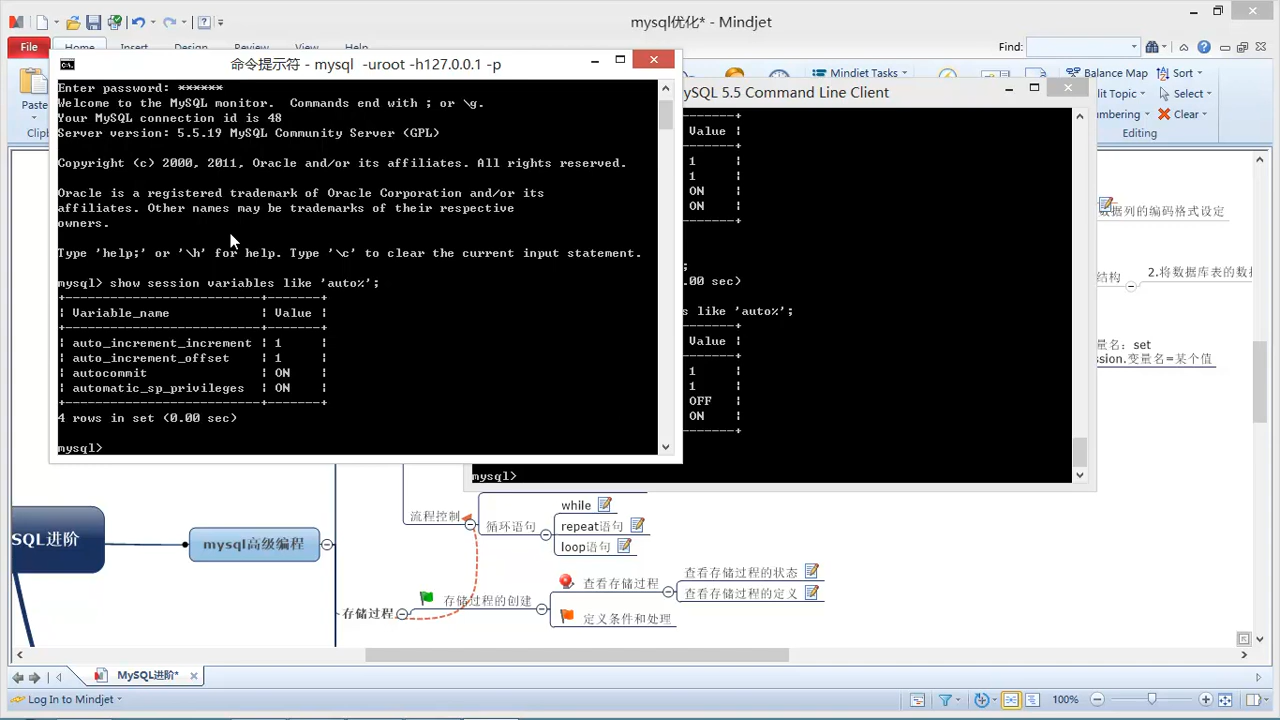 mysql优化* - Mindjet
File
Home
Insert
Design
Review
View
Help
Find:
Paste
Mindjet Tasks
Balance Map
Sort
Select
Clear
Editing
命令提示符 - mysql -uroot -h127.0.0.1 -p
Enter password: ******
Welcome to the MySQL monitor.  Commands end with ; or \g.
Your MySQL connection id is 48
Server version: 5.5.19 MySQL Community Server (GPL)
Copyright (c) 2000, 2011, Oracle and/or its affiliates. All rights reserved.
Oracle is a registered trademark of Oracle Corporation and/or its
affiliates. Other names may be trademarks of their respective
owners.
Type 'help;' or '\h' for help. Type '\c' to clear the current input statement.
mysql> show session variables like 'auto%';
+--------------------------+-------+
| Variable_name            | Value |
+--------------------------+-------+
| auto_increment_increment | 1     |
| auto_increment_offset    | 1     |
| autocommit               | ON    |
| automatic_sp_privileges  | ON    |
+--------------------------+-------+
4 rows in set (0.00 sec)
mysql>
SQL 5.5 Command Line Client
Value |
1 |
1 |
ON |
ON |
;
.00 sec)
s like 'auto%';
Value |
1 |
1 |
OFF |
ON |
mysql>
数据库的编码格式设定
结构
2.将数据库表的数据
变量名: set
ssion.变量名=某个值
SQL进阶
mysql高级编程
流程控制
循环语句
while
repeat语句
loop语句
存储过程
存储过程的创建
查看存储过程
查看存储过程的状态
查看存储过程的定义
定义条件和处理
MySQL进阶*
Log In to Mindjet
100%